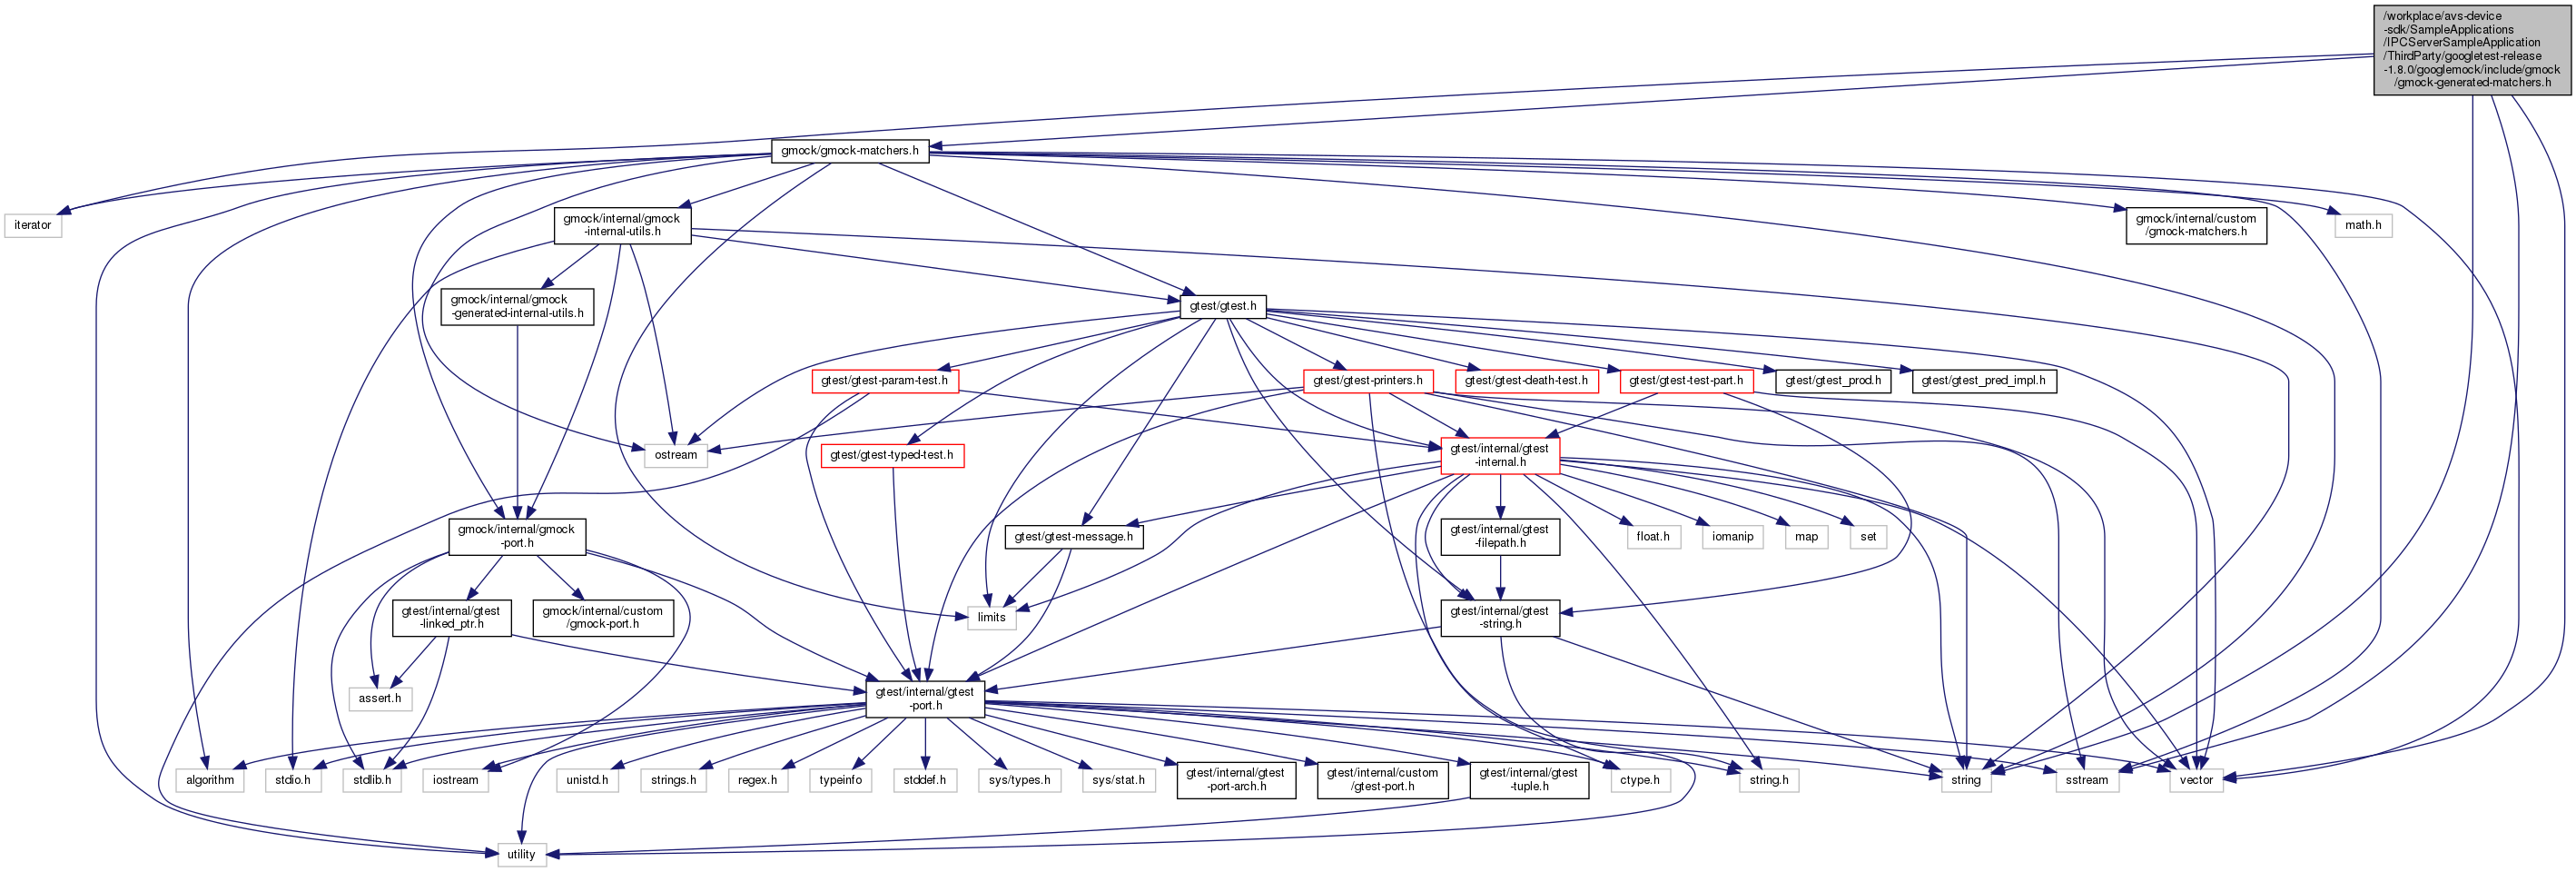 /workplace/avs-device
-sdk/SampleApplications
/IPCServerSampleApplication
/ThirdParty/googletest-release
-1.8.0/googlemock/include/gmock
/gmock-generated-matchers.h
gmock/gmock-matchers.h
iterator
gmock/internal/gmock
-internal-utils.h
gmock/internal/custom
/gmock-matchers.h
math.h
gmock/internal/gmock
-generated-internal-utils.h
gtest/gtest.h
gtest/gtest-param-test.h
gtest/gtest-printers.h
gtest/gtest-death-test.h
gtest/gtest-test-part.h
gtest/gtest_prod.h
gtest/gtest_pred_impl.h
ostream
gtest/gtest-typed-test.h
gtest/internal/gtest
-internal.h
gmock/internal/gmock
-port.h
gtest/gtest-message.h
gtest/internal/gtest
-filepath.h
float.h
iomanip
map
set
gtest/internal/gtest
-linked_ptr.h
gmock/internal/custom
/gmock-port.h
limits
gtest/internal/gtest
-string.h
assert.h
gtest/internal/gtest
-port.h
algorithm
stdio.h
stdlib.h
iostream
unistd.h
strings.h
regex.h
typeinfo
stddef.h
sys/types.h
sys/stat.h
gtest/internal/gtest
-port-arch.h
gtest/internal/custom
/gtest-port.h
gtest/internal/gtest
-tuple.h
ctype.h
string.h
string
sstream
vector
utility